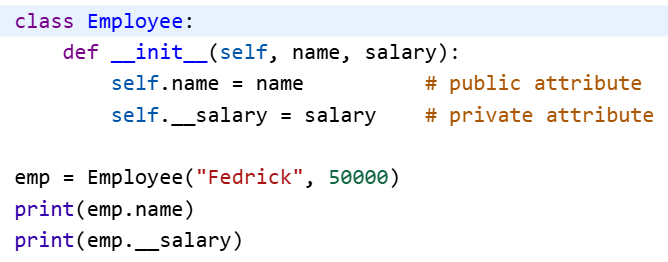 class Employee:
    def __init__(self, name, salary):
        self.name = name          # public attribute
        self.__salary = salary    # private attribute

emp = Employee("Fedrick", 50000)
print(emp.name)
print(emp.__salary)